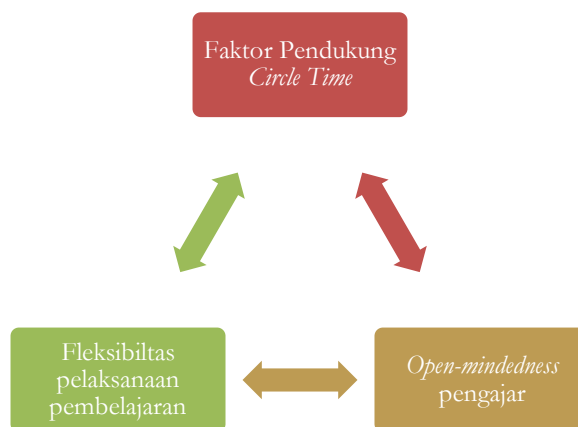 Faktor Pendukung
Circle Time
Fleksibiltas
pelaksanaan
pembelajaran
Open-mindedness
pengajar